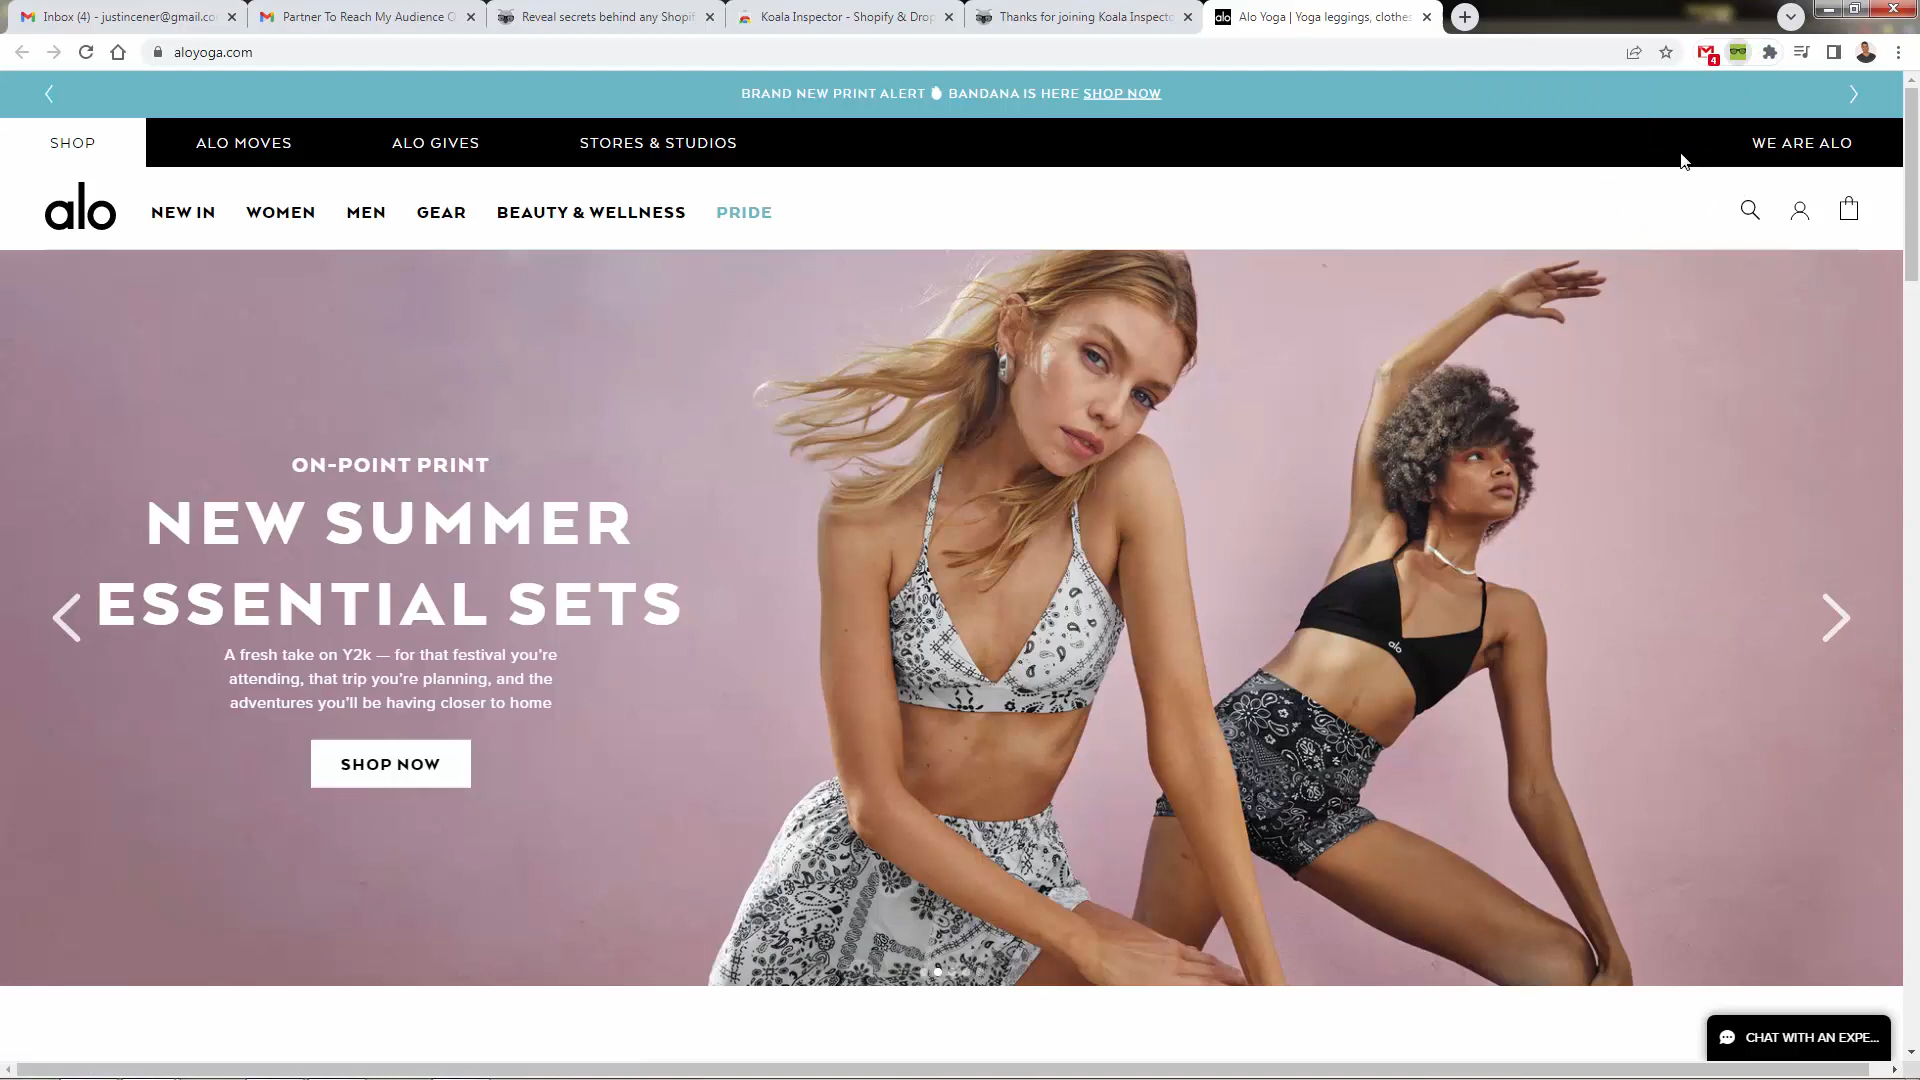 Inbox (4) - justincener@gmail.co
Partner To Reach My Audience O
Reveal secrets behind any Shopif
Koala Inspector - Shopify & Drop
Thanks for joining Koala Inspecto
Alo Yoga | Yoga leggings, clothes
aloyoga.com
4
BRAND NEW PRINT ALERT BANDANA IS HERE SHOP NOW
SHOP
ALO MOVES
ALO GIVES
STORES & STUDIOS
WE ARE ALO
alo
NEW IN
WOMEN
MEN
GEAR
BEAUTY & WELLNESS
PRIDE
ON-POINT PRINT
NEW SUMMER
ESSENTIAL SETS
A fresh take on Y2k — for that festival you're
attending, that trip you're planning, and the
adventures you'll be having closer to home
SHOP NOW
alo
CHAT WITH AN EXPE...